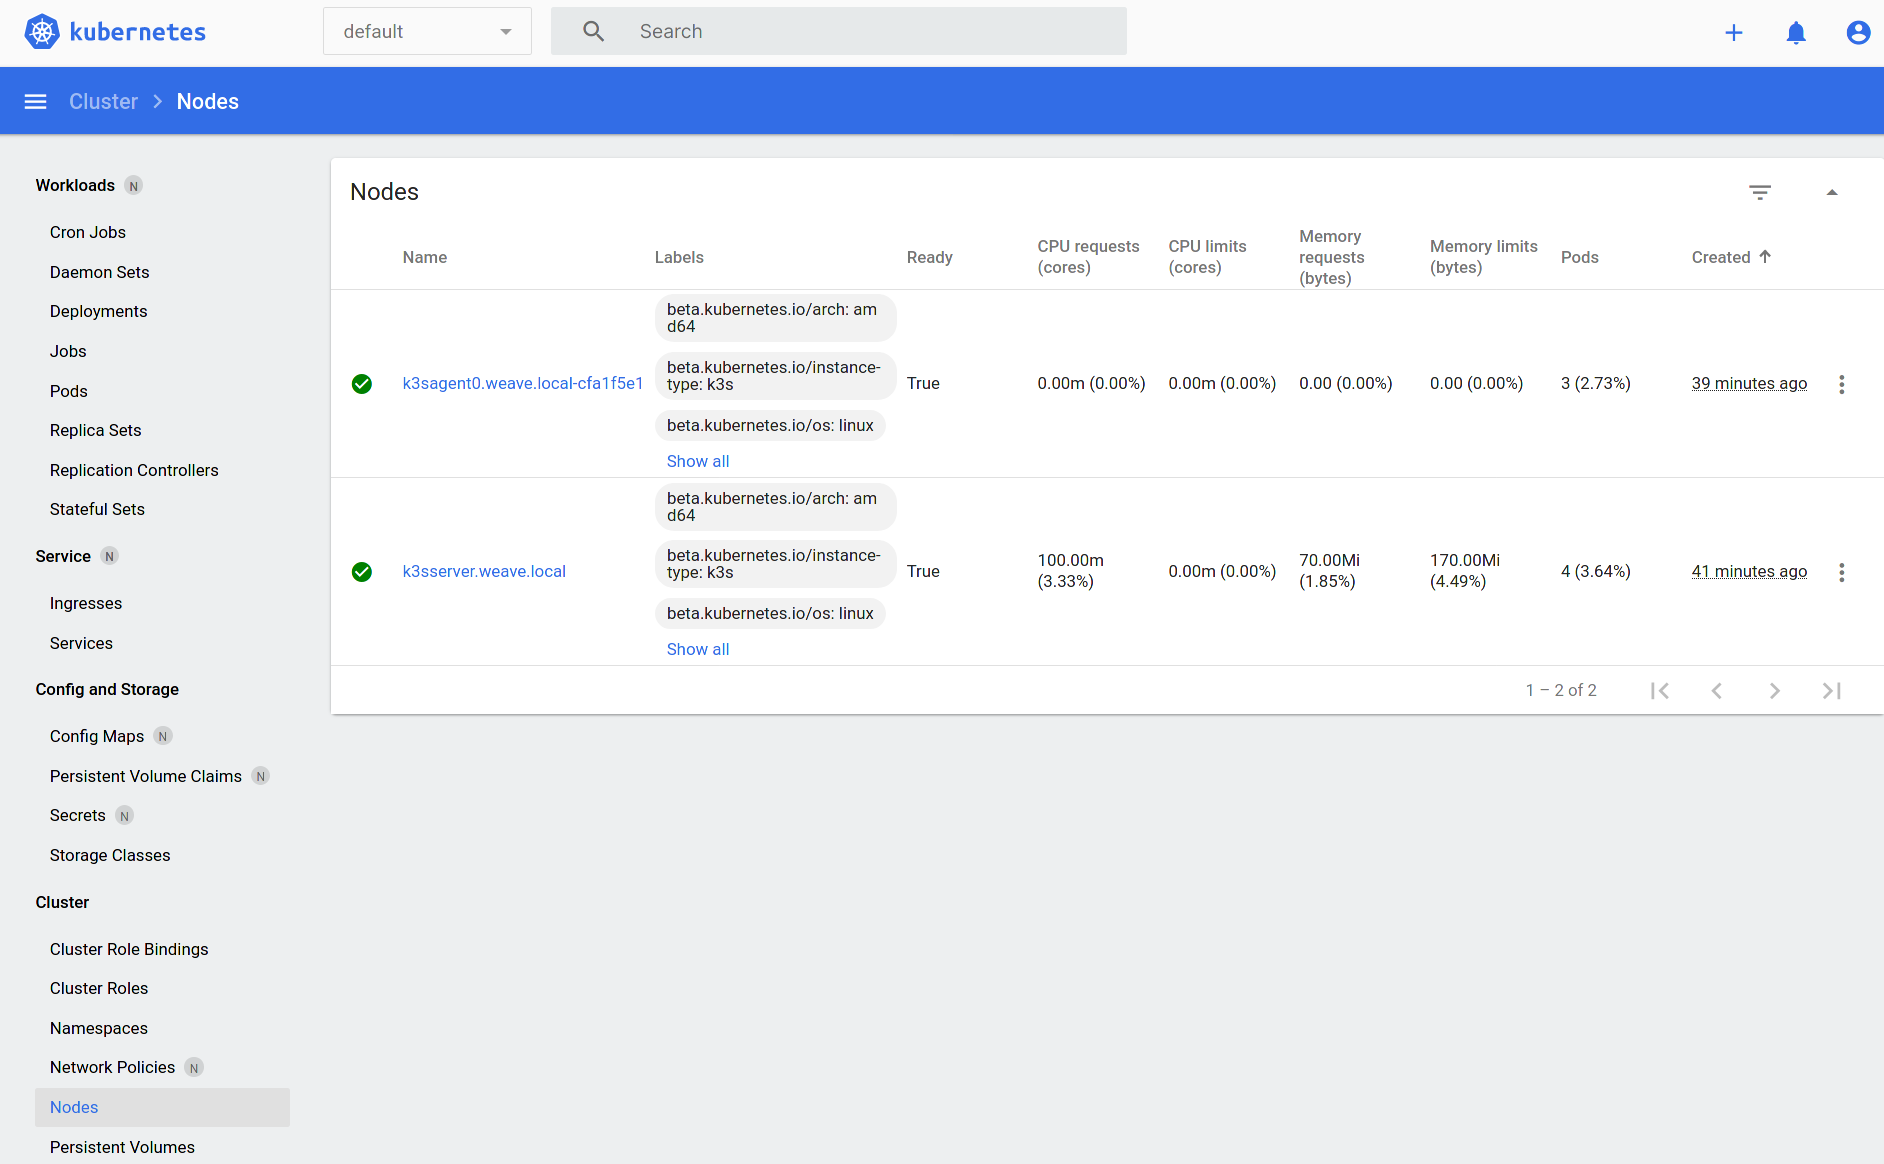 kubernetes
default
Search
Cluster > Nodes
Workloads N
Cron Jobs
Daemon Sets
Deployments
Jobs
Pods
Replica Sets
Replication Controllers
Stateful Sets
Service N
Ingresses
Services
Config and Storage
Config Maps N
Persistent Volume Claims N
Secrets N
Storage Classes
Cluster
Cluster Role Bindings
Cluster Roles
Namespaces
Network Policies N
Nodes
Persistent Volumes
Nodes
Name
Labels
Ready
CPU requests
(cores)
CPU limits
(cores)
Memory
requests
(bytes)
Memory limits
(bytes)
Pods
Created
k3sagent0.weave.local-cfa1f5e1
beta.kubernetes.io/arch: am
d64
beta.kubernetes.io/instance-
type: k3s
beta.kubernetes.io/os: linux
Show all
True
0.00m (0.00%)
0.00m (0.00%)
0.00 (0.00%)
0.00 (0.00%)
3 (2.73%)
39 minutes ago
k3sserver.weave.local
beta.kubernetes.io/arch: am
d64
beta.kubernetes.io/instance-
type: k3s
beta.kubernetes.io/os: linux
Show all
True
100.00m
(3.33%)
0.00m (0.00%)
70.00Mi
(1.85%)
170.00Mi
(4.49%)
4 (3.64%)
41 minutes ago
1 – 2 of 2